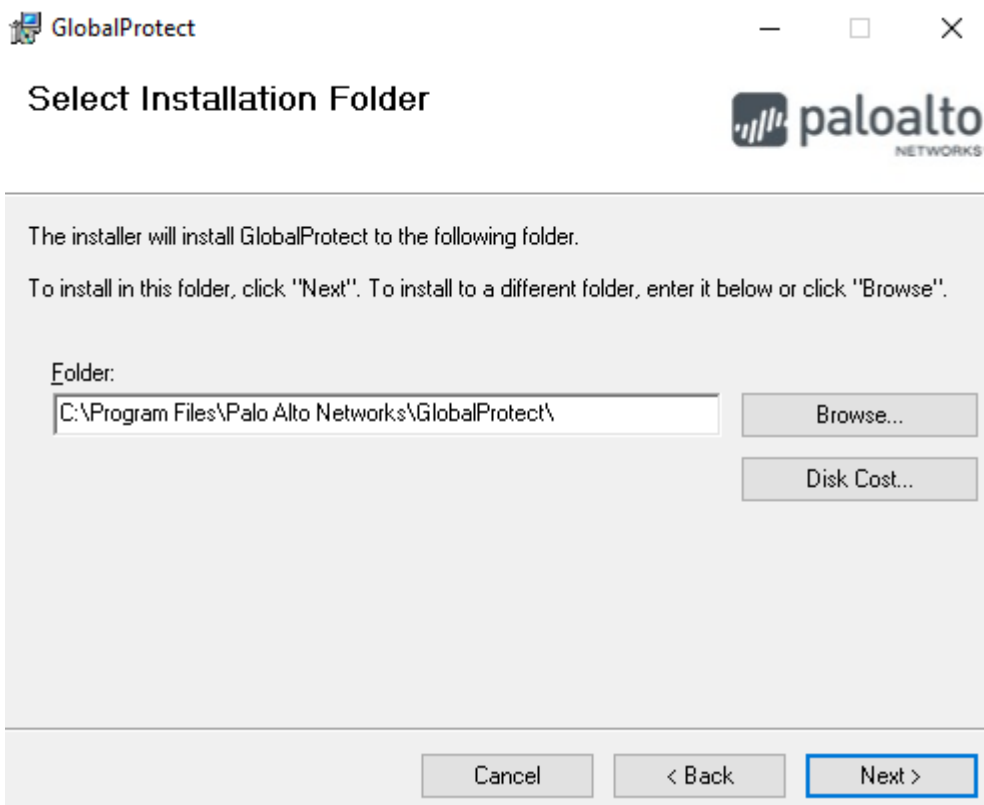 GlobalProtect
Select Installation Folder
paloalto
NETWORKS
The installer will install GlobalProtect to the following folder.
To install in this folder, click "Next". To install to a different folder, enter it below or click "Browse".
Folder:
C:\Program Files\Palo Alto Networks\GlobalProtect\
Browse...
Disk Cost...
Cancel
< Back
Next >